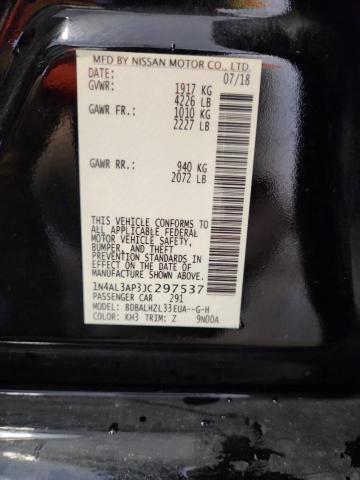 MFD BY NISSAN MOTOR CO., LTD.
DATE: 07/18
GVWR: 1917 KG
4226 LB
GAWR FR.: 1010 KG
2227 LB
GAWR RR.: 940 KG
2072 LB
THIS VEHICLE CONFORMS TO
ALL APPLICABLE FEDERAL
MOTOR VEHICLE SAFETY,
BUMPER, AND THEFT
PREVENTION STANDARDS
IN EFFECT ON THE DATE OF
MANUFACTURE SHOWN ABOVE.
1N4AL3AP3JC297537
PASSENGER CAR 291
MODEL: BDBALHZL33EUA--G-H
COLOR: KH3 TRIM: Z 9N00A